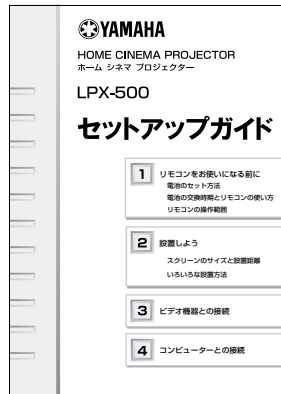 YAMAHA
HOME CINEMA PROJECTOR
ホーム シネマ プロジェクター
LPX-500
セットアップガイド
1 リモコンをお使いになる前に
電池のセット方法
電池の交換時期とリモコンの使い方
リモコンの操作範囲
2 設置しよう
スクリーンのサイズと設置距離
いろいろな設置方法
3 ビデオ機器との接続
4 コンピューターとの接続